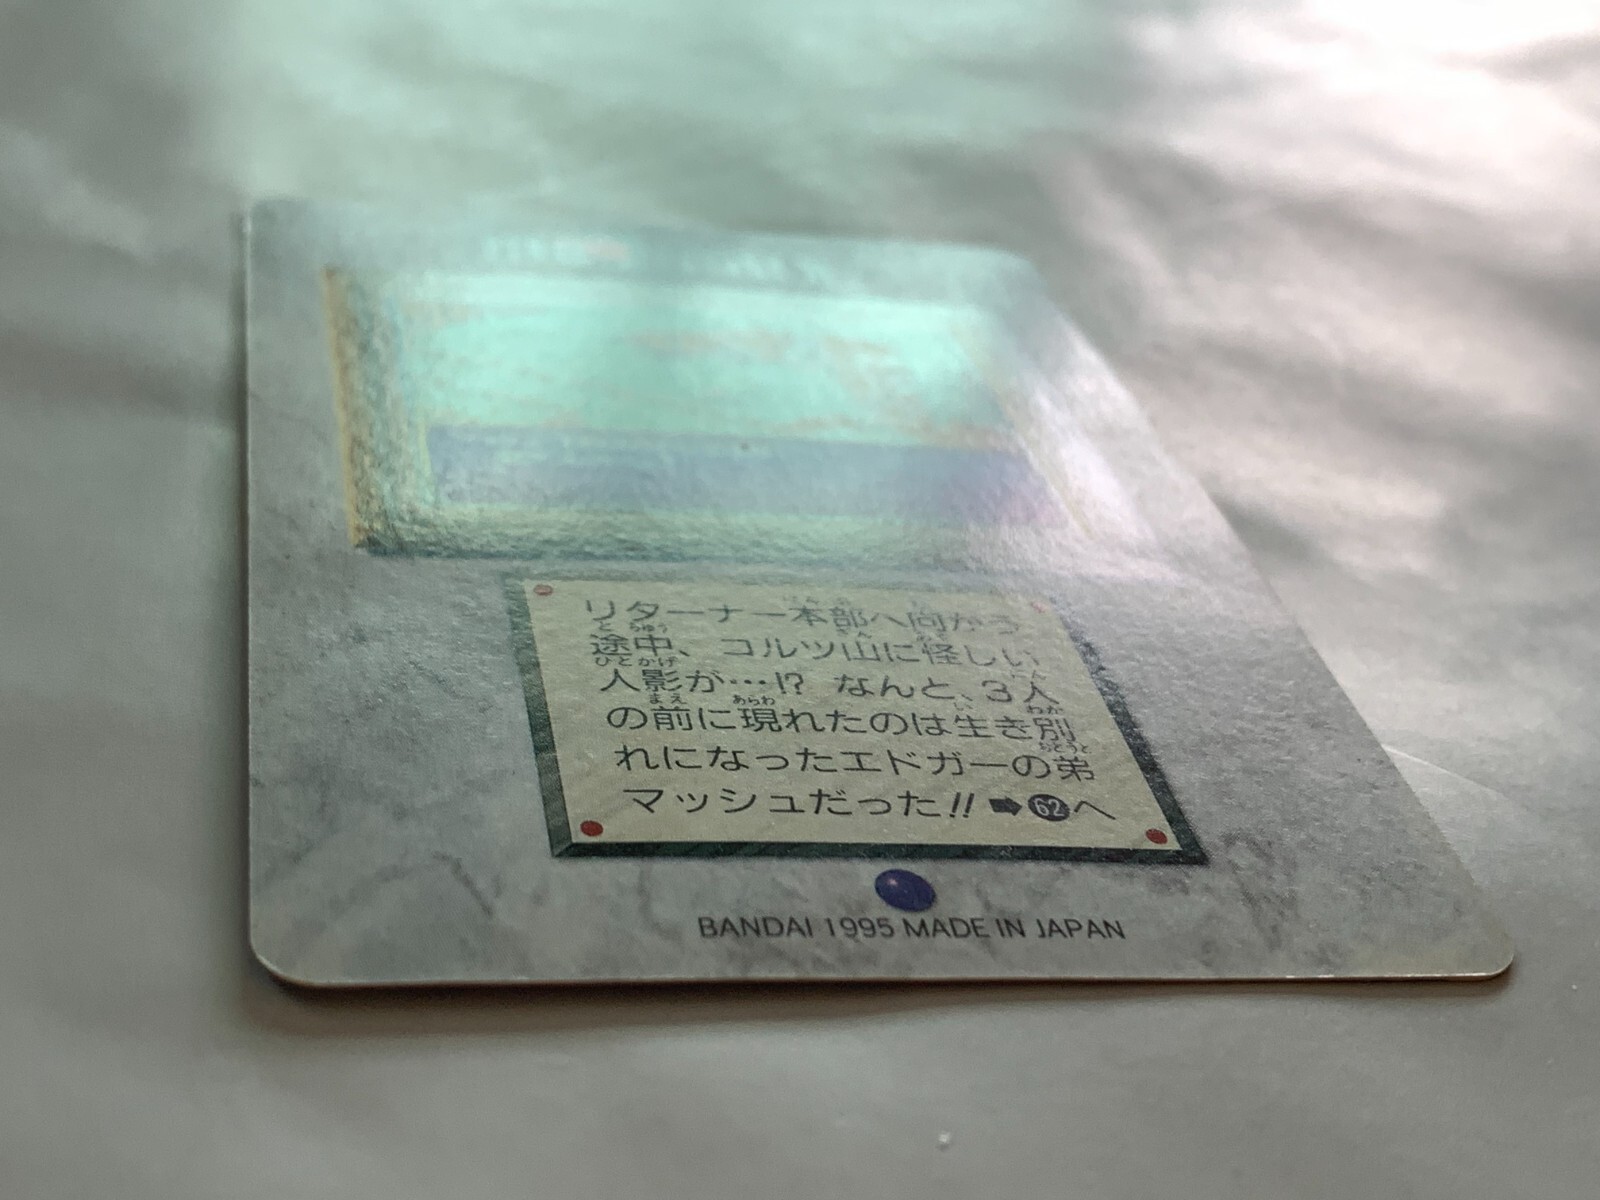 リターナー本部へ向かう
途中、コルツ山に怪しい
人影が…!? なんと、3人
の前に現れたのは生き別
れになったエドガーの弟
マッシュだった!! ➡62へ
BANDAI 1995 MADE IN JAPAN